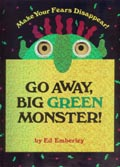 Make Your Fears Disappear!
GO AWAY,
BIG GREEN
MONSTER!
by Ed Emberley